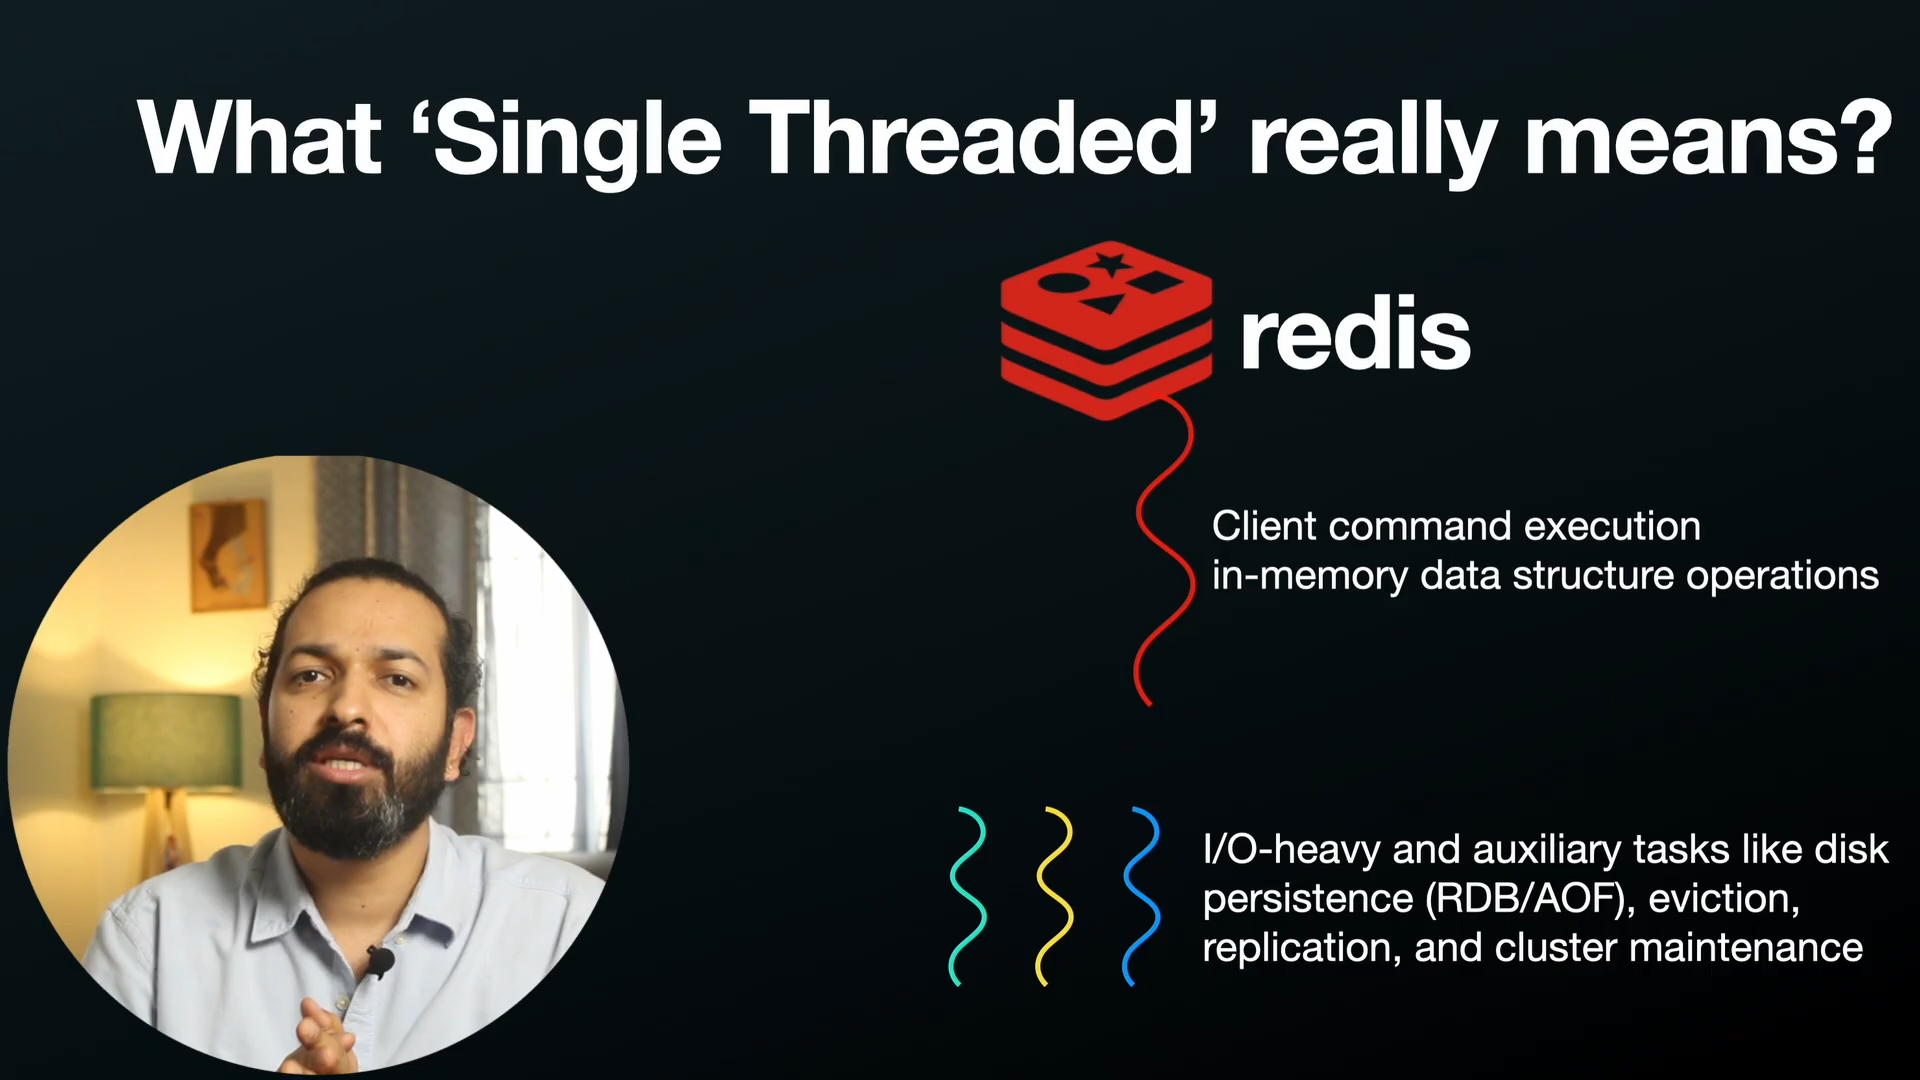 What ‘Single Threaded’ really means?
redis
Client command execution
in-memory data structure operations
I/O-heavy and auxiliary tasks like disk
persistence (RDB/AOF), eviction,
replication, and cluster maintenance